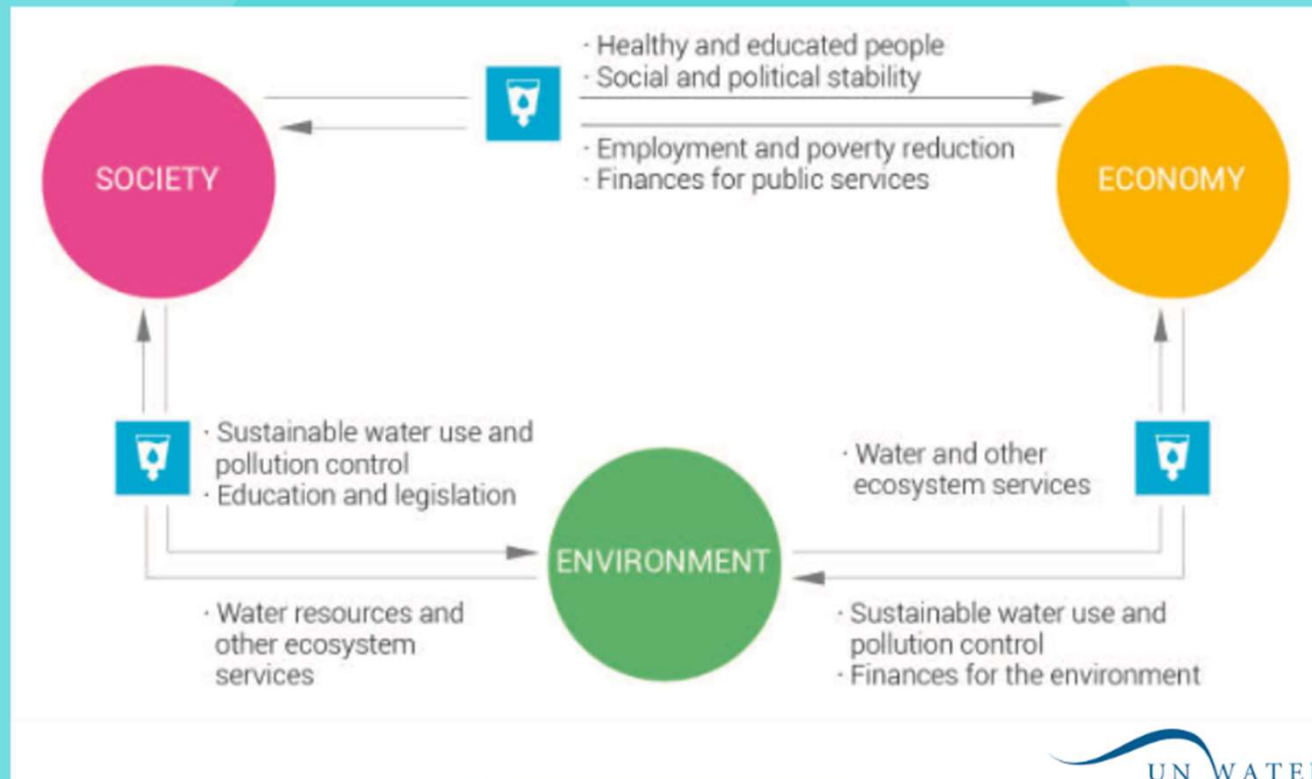 · Healthy and educated people
· Social and political stability
SOCIETY
· Employment and poverty reduction
· Finances for public services
ECONOMY
· Sustainable water use and
pollution control
· Education and legislation
· Water and other
ecosystem services
ENVIRONMENT
· Water resources and
other ecosystem
services
· Sustainable water use and
pollution control
· Finances for the environment
UN WATE